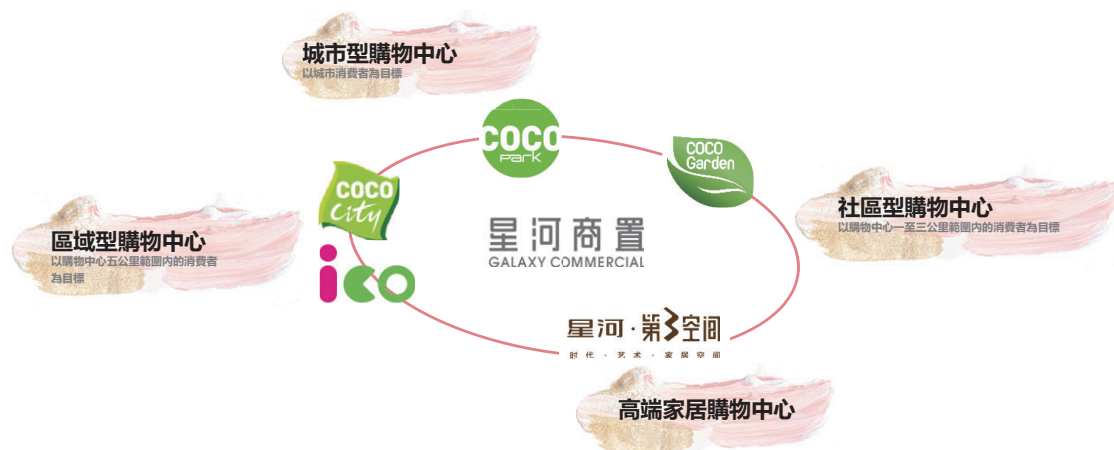 城市型購物中心
以城市消費者為目標
COCO
Park
COCO
Garden
COCO
City
社區型購物中心
以購物中心一至三公里範圍內的消費者為目標
區域型購物中心
以購物中心五公里範圍內的消費者
為目標
星河商置
GALAXY COMMERCIAL
ico
星河·第3空间
时代·艺术·家居空间
高端家居購物中心